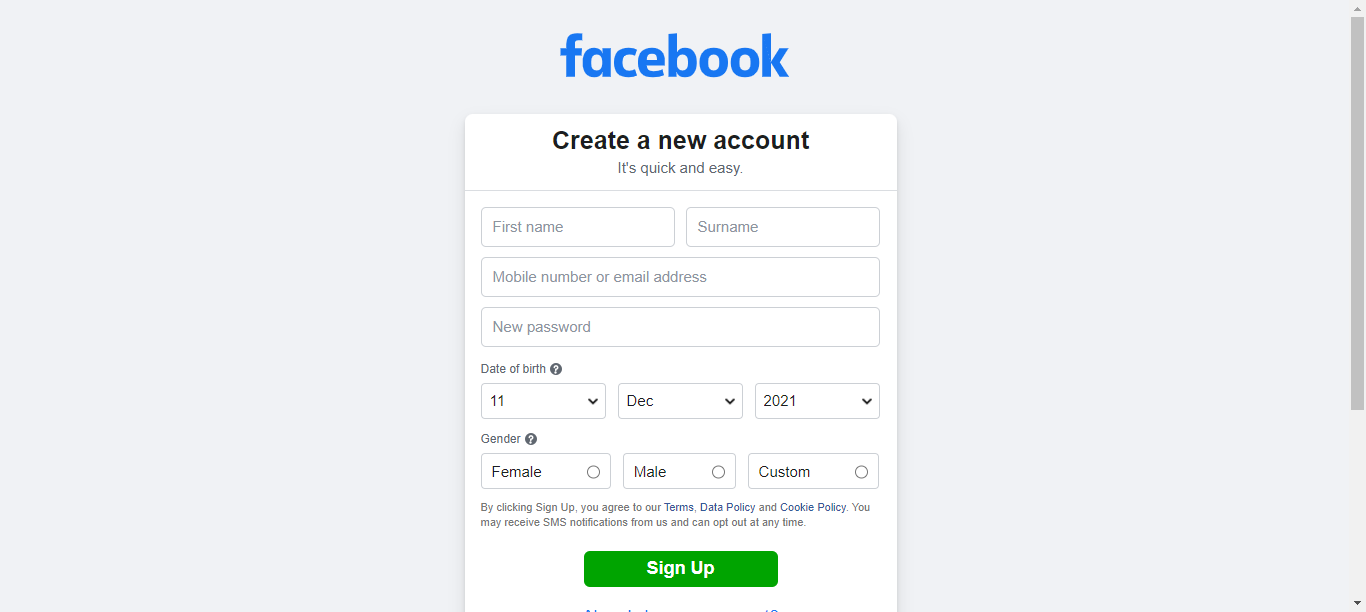 facebook
Create a new account
It's quick and easy.
First name Surname
Mobile number or email address
New password
Date of birth ?
11 Dec 2021
Gender ?
Female Male Custom
By clicking Sign Up, you agree to our Terms, Data Policy and Cookie Policy. You
may receive SMS notifications from us and can opt out at any time.
Sign Up